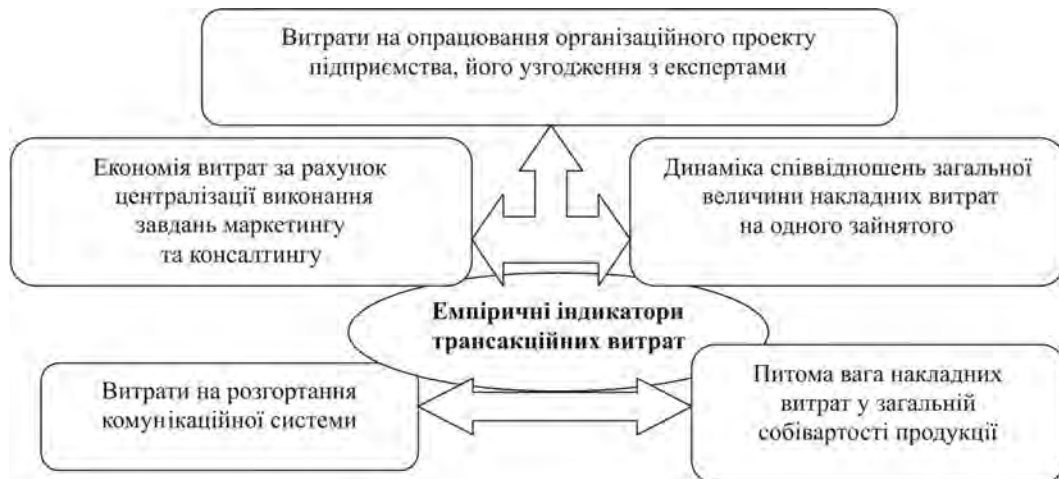 Витрати на опрацювання організаційного проекту
підприємства, його узгодження з експертами
Економія витрат за рахунок
централізації виконання
завдань маркетингу
та консалтингу
Динаміка співвідношень загальної
величини накладних витрат
на одного зайнятого
Емпіричні індикатори
трансакційних витрат
Витрати на розгортання
комунікаційної системи
Питома вага накладних
витрат у загальній
собівартості продукції